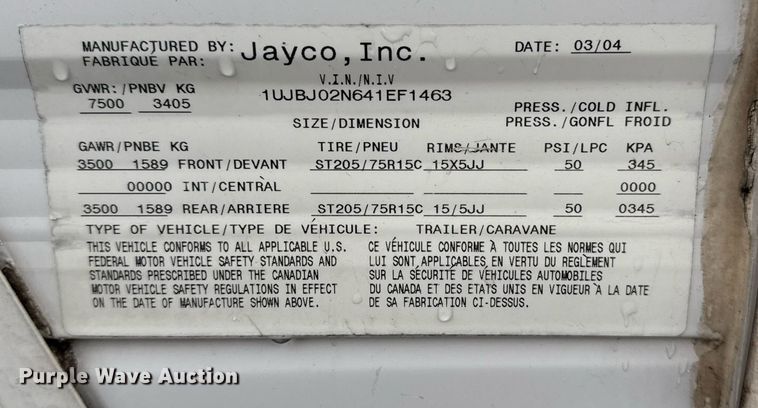 MANUFACTURED BY: Jayco,Inc. DATE: 03/04
FABRIQUE PAR:
V.I.N./N.I.V
GVWR:/PNBV KG 1UJBJ02N641EF1463
7500 3405 PRESS./COLD INFL.
SIZE/DIMENSION PRESS./GONFL FROID
GAWR/PNBE KG TIRE/PNEU RIMS/JANTE PSI/LPC KPA
3500 1589 FRONT/DEVANT ST205/75R15C 15X5JJ 50 345
00000 INT/CENTRAL 0000
3500 1589 REAR/ARRIERE ST205/75R15C 15/5JJ 50 0345
TYPE OF VEHICLE/TYPE DE VÉHICULE: TRAILER/CARAVANE
THIS VEHICLE CONFORMS TO ALL APPLICABLE U.S.
FEDERAL MOTOR VEHICLE SAFETY STANDARDS AND
STANDARDS PRESCRIBED UNDER THE CANADIAN
MOTOR VEHICLE SAFETY REGULATIONS IN EFFECT
ON THE DATE OF MANUFACTURE SHOWN ABOVE.
CE VÉHICULE CONFORME À TOUTES LES NORMES QUI
LUI SONT APPLICABLES EN VERTU DU REGLEMENT
SUR LA SÉCURITÉ DE VEHICULES AUTOMOBILES
DU CANADA ET DES ETATS UNIS EN VIGUEUR À LA DATE
DE SA FABRICATION CI-DESSUS.
Purple Wave Auction